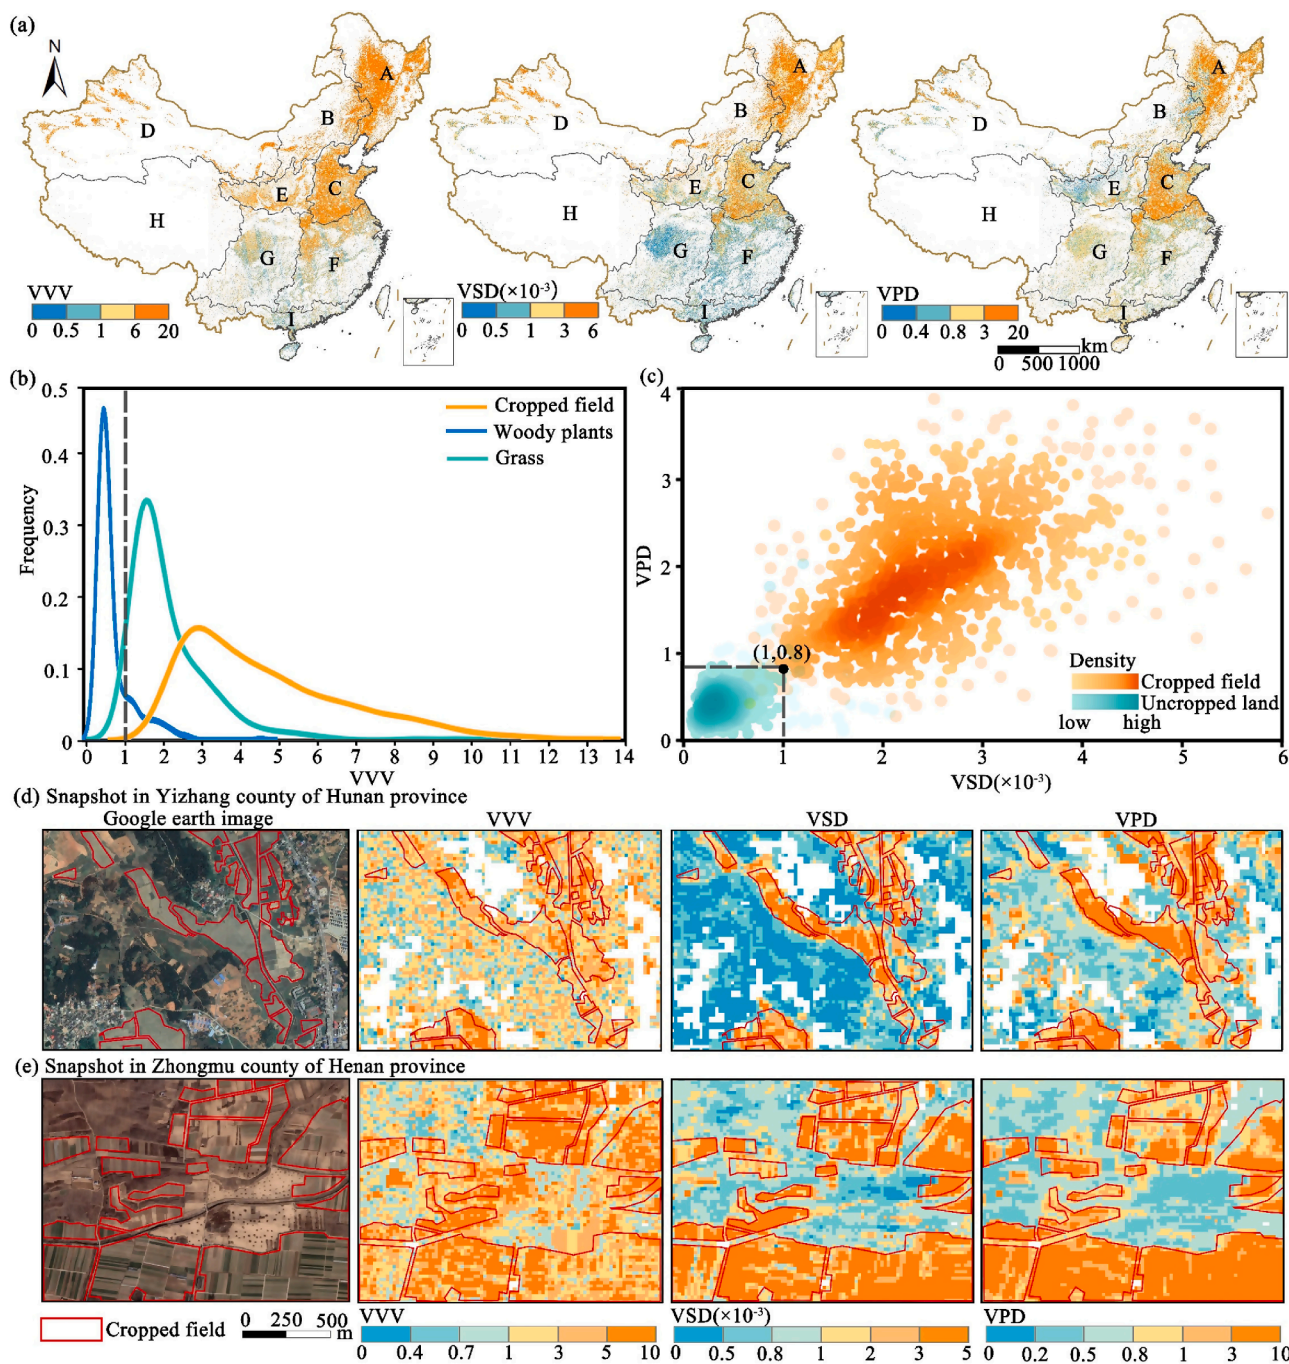 (a)
N
A
B
C
D
E
F
G
H
I
VVV
0 0.5 1 6 20
A
B
C
D
E
F
G
H
I
VSD(×10⁻³)
0 0.5 1 3 6
A
B
C
D
E
F
G
H
I
VPD
0 0.4 0.8 3 20
km
0 500 1000
(b)
0.5
0.4
0.3
0.2
0.1
0
Frequency
Cropped field
Woody plants
Grass
0 1 2 3 4 5 6 7 8 9 10 11 12 13 14
VVV
(c)
4
3
2
1
0
VPD
(1,0.8)
Density
Cropped field
Uncropped land
low high
0 1 2 3 4 5 6
VSD(×10⁻³)
(d) Snapshot in Yizhang county of Hunan province
Google earth image VVV VSD VPD
(e) Snapshot in Zhongmu county of Henan province
Cropped field
0 250 500
m
VVV
0 0.4 0.7 1 3 5 10
VSD(×10⁻³)
0 0.5 0.8 1 2 3 5
VPD
0 0.2 0.5 0.8 1 3 10